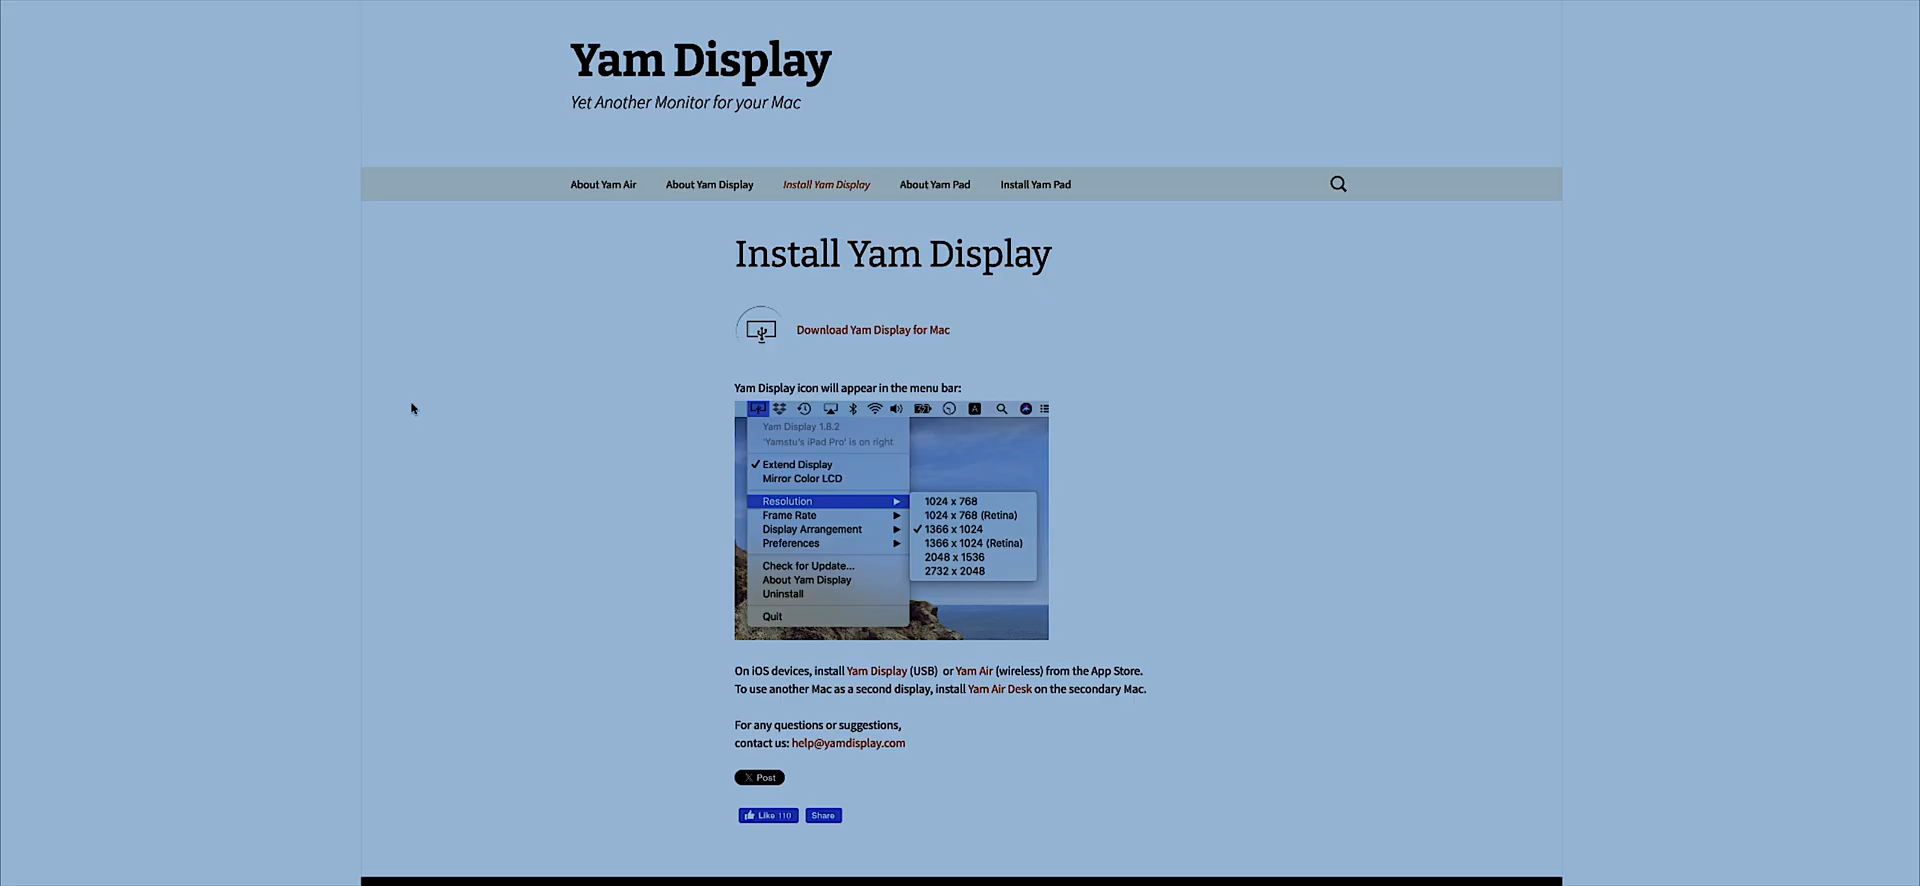 Yam Display
Yet Another Monitor for your Mac
About Yam Air
About Yam Display
Install Yam Display
About Yam Pad
Install Yam Pad
Install Yam Display
Download Yam Display for Mac
Yam Display icon will appear in the menu bar:
A
Yam Display 1.8.2
'Yamstu's iPad Pro' is on right
Extend Display
Mirror Color LCD
Resolution
Frame Rate
Display Arrangement
Preferences
Check for Update...
About Yam Display
Uninstall
Quit
1024 x 768
1024 x 768 (Retina)
1366 x 1024
1366 x 1024 (Retina)
2048 x 1536
2732 x 2048
On iOS devices, install Yam Display (USB) or Yam Air (wireless) from the App Store.
To use another Mac as a second display, install Yam Air Desk on the secondary Mac.
For any questions or suggestions,
contact us: help@yamdisplay.com
X Post
Like 110
Share